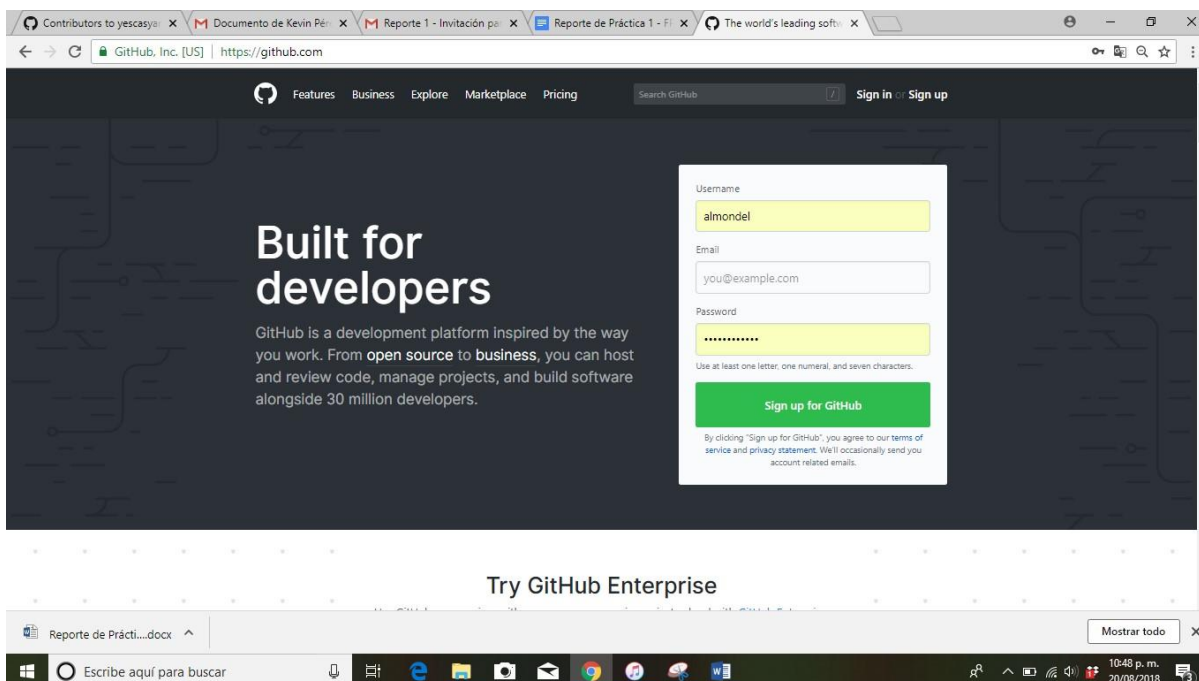 Contributors to yescasya
Documento de Kevin Pér
Reporte 1 - Invitación pa
Reporte de Práctica 1 - F
The world's leading softw
GitHub, Inc. [US] | https://github.com
Features Business Explore Marketplace Pricing
Search GitHub
/
Sign in or Sign up
Built for
developers
GitHub is a development platform inspired by the way
you work. From open source to business, you can host
and review code, manage projects, and build software
alongside 30 million developers.
Username
almondel
Email
you@example.com
Password
Use at least one letter, one numeral, and seven characters.
Sign up for GitHub
By clicking "Sign up for GitHub", you agree to our terms of
service and privacy statement. We'll occasionally send you
account related emails.
Try GitHub Enterprise
Reporte de Prácti....docx
Mostrar todo
Escribe aquí para buscar
10:48 p. m.
20/08/2018